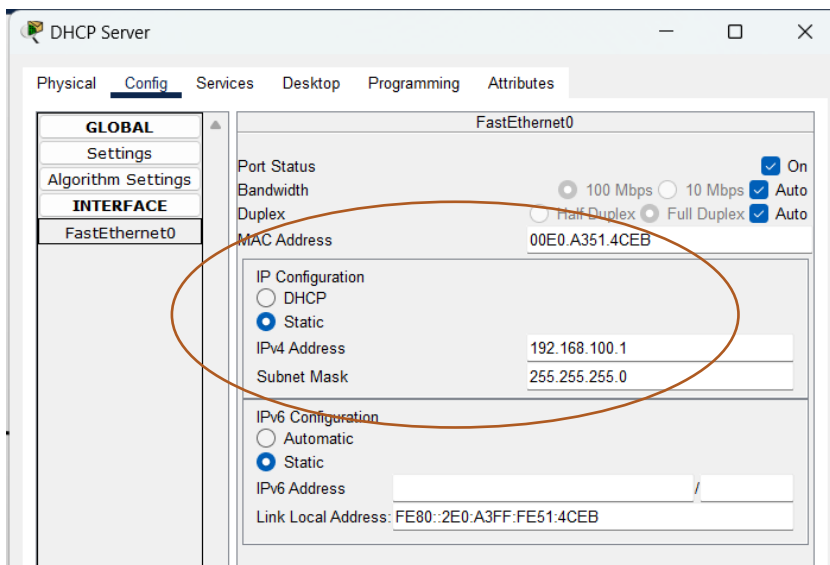 DHCP Server
Physical Config Services Desktop Programming Attributes
GLOBAL
Settings
Algorithm Settings
INTERFACE
FastEthernet0
FastEthernet0
Port Status On
Bandwidth 100 Mbps 10 Mbps Auto
Duplex Half Duplex Full Duplex Auto
MAC Address 00E0.A351.4CEB
IP Configuration
DHCP
Static
IPv4 Address 192.168.100.1
Subnet Mask 255.255.255.0
IPv6 Configuration
Automatic
Static
IPv6 Address /
Link Local Address: FE80::2E0:A3FF:FE51:4CEB